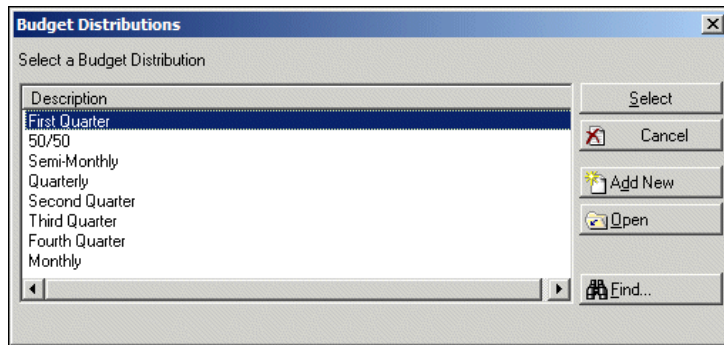 Budget Distributions
Select a Budget Distribution
Description
First Quarter
50/50
Semi-Monthly
Quarterly
Second Quarter
Third Quarter
Fourth Quarter
Monthly
Select
Cancel
Add New
Open
Find...